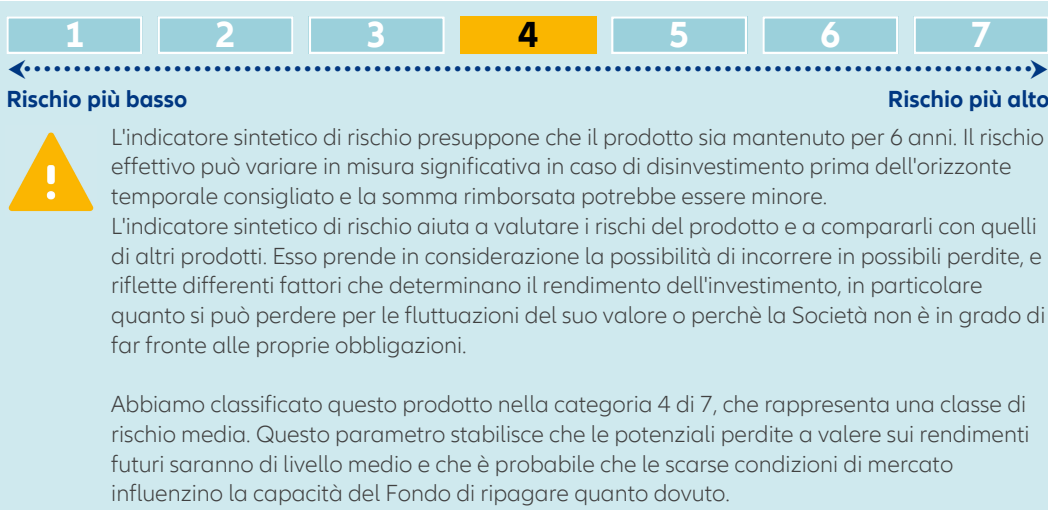 1 2 3 4 5 6 7
Rischio più basso Rischio più alto
L'indicatore sintetico di rischio presuppone che il prodotto sia mantenuto per 6 anni. Il rischio
effettivo può variare in misura significativa in caso di disinvestimento prima dell'orizzonte
temporale consigliato e la somma rimborsata potrebbe essere minore.
L'indicatore sintetico di rischio aiuta a valutare i rischi del prodotto e a compararli con quelli
di altri prodotti. Esso prende in considerazione la possibilità di incorrere in possibili perdite, e
riflette differenti fattori che determinano il rendimento dell'investimento, in particolare
quanto si può perdere per le fluttuazioni del suo valore o perchè la Società non è in grado di
far fronte alle proprie obbligazioni.
Abbiamo classificato questo prodotto nella categoria 4 di 7, che rappresenta una classe di
rischio media. Questo parametro stabilisce che le potenziali perdite a valere sui rendimenti
futuri saranno di livello medio e che è probabile che le scarse condizioni di mercato
influenzino la capacità del Fondo di ripagare quanto dovuto.